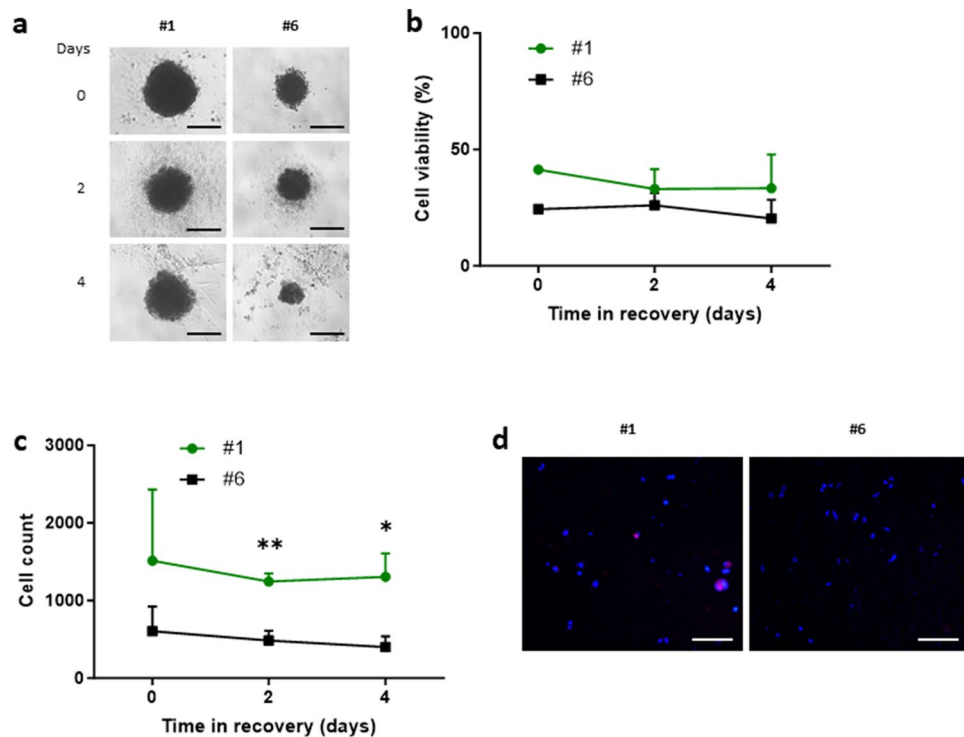 a
#1 #6
Days
0
2
4
b
100
50
0
Cell viability (%)
#1
#6
0 2 4
Time in recovery (days)
c
3000
2000
1000
0
Cell count
#1
#6
**
*
0 2 4
Time in recovery (days)
d
#1 #6